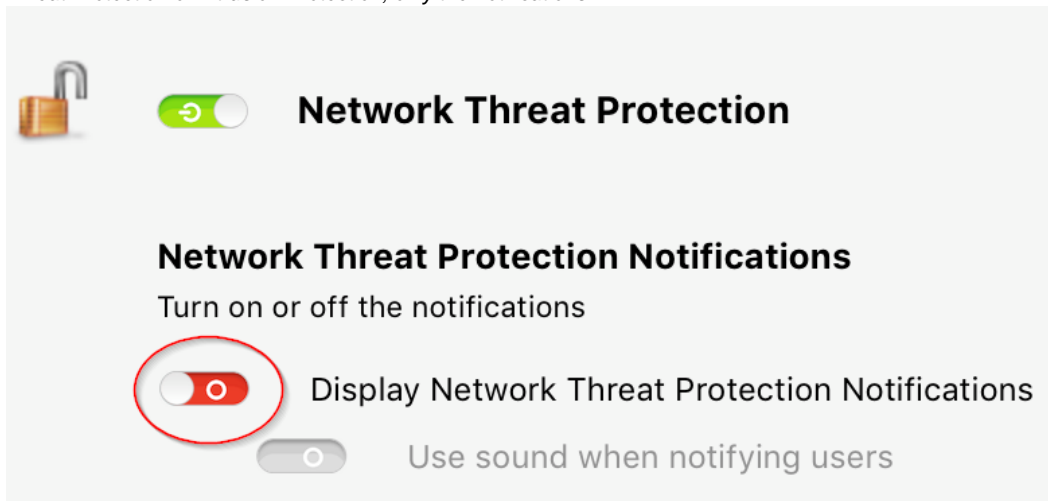 Network Threat Protection
Network Threat Protection Notifications
Turn on or off the notifications
Display Network Threat Protection Notifications
Use sound when notifying users